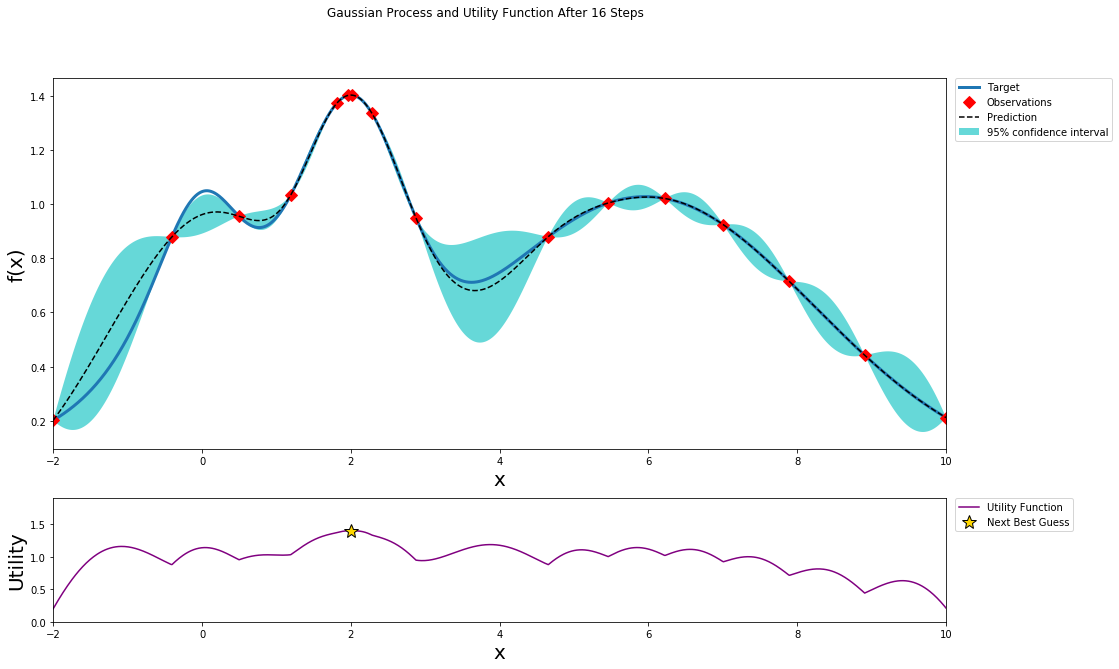 Gaussian Process and Utility Function After 16 Steps
Target
Observations
Prediction
95% confidence interval
f(x)
1.4
1.2
1.0
0.8
0.6
0.4
0.2
−2 0 2 4 6 8 10
x
Utility Function
Next Best Guess
Utility
1.5
1.0
0.5
0.0
−2 0 2 4 6 8 10
x